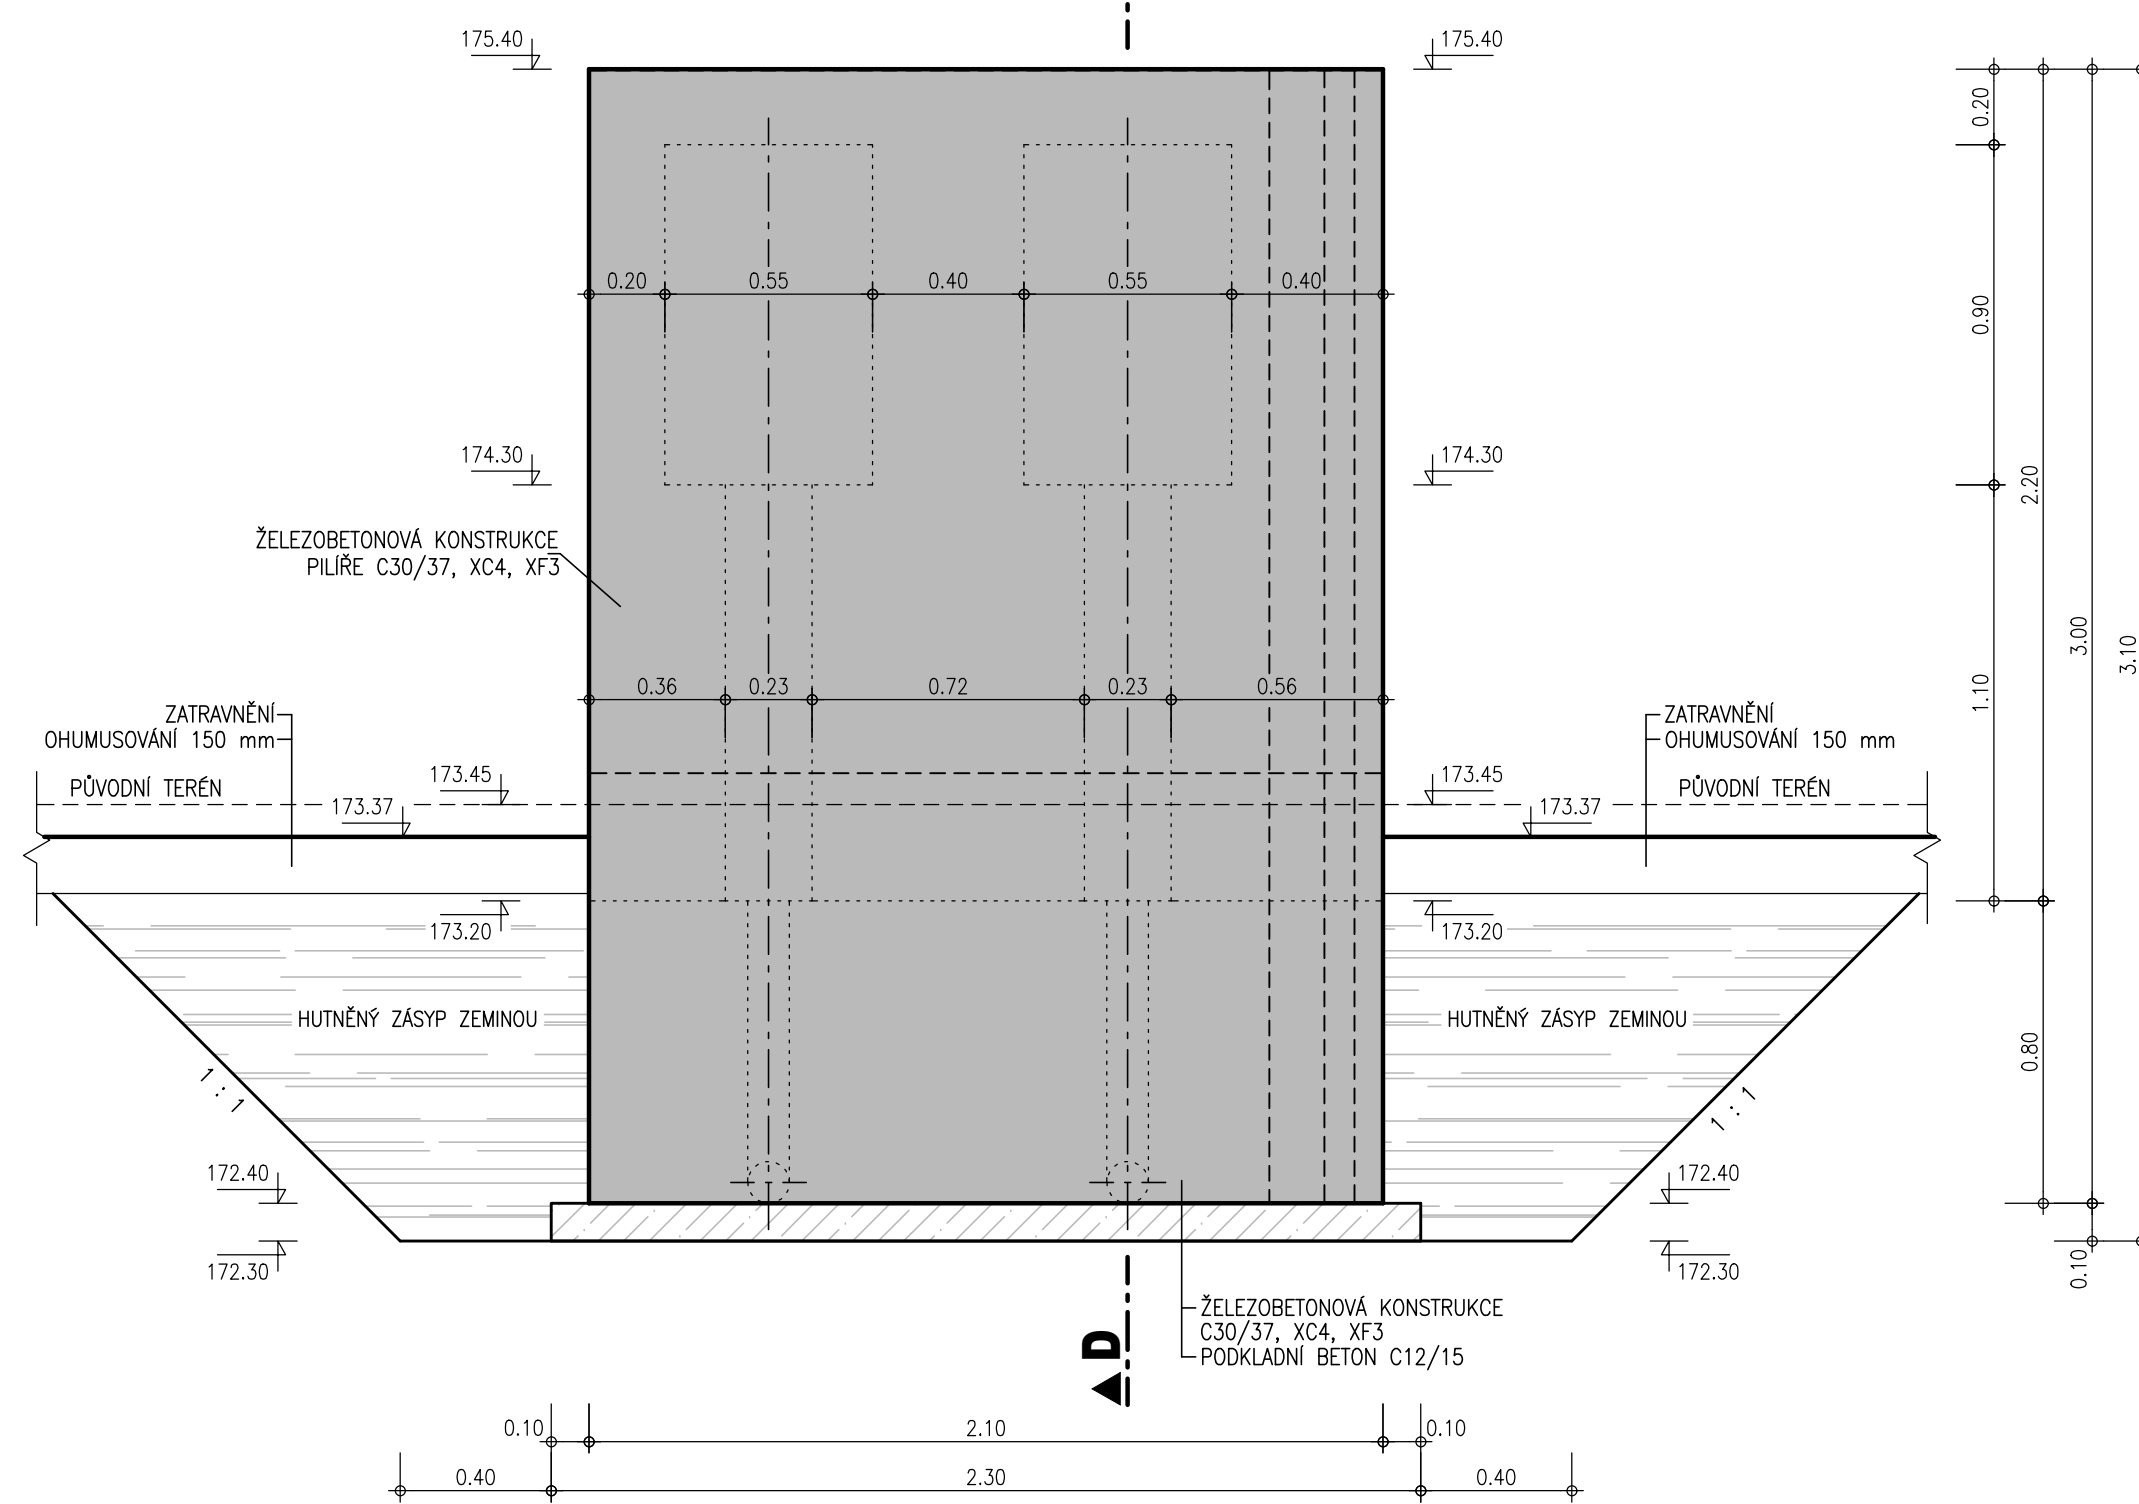 175.40
175.40
0.20
0.20
0.55
0.40
0.55
0.40
0.90
174.30
174.30
2.20
ŽELEZOBETONOVÁ KONSTRUKCE
PILÍŘE C30/37, XC4, XF3
3.00
3.10
0.36
0.23
0.72
0.23
0.56
1.10
ZATRAVNĚNÍ
OHUMUSOVÁNÍ 150 mm
ZATRAVNĚNÍ
OHUMUSOVÁNÍ 150 mm
PŮVODNÍ TERÉN
173.45
173.45
PŮVODNÍ TERÉN
173.37
173.37
173.20
173.20
HUTNĚNÝ ZÁSYP ZEMINOU
HUTNĚNÝ ZÁSYP ZEMINOU
0.80
1 : 1
1 : 1
172.40
172.40
172.30
172.30
0.10
ŽELEZOBETONOVÁ KONSTRUKCE
C30/37, XC4, XF3
PODKLADNÍ BETON C12/15
D
0.10
2.10
0.10
0.40
2.30
0.40